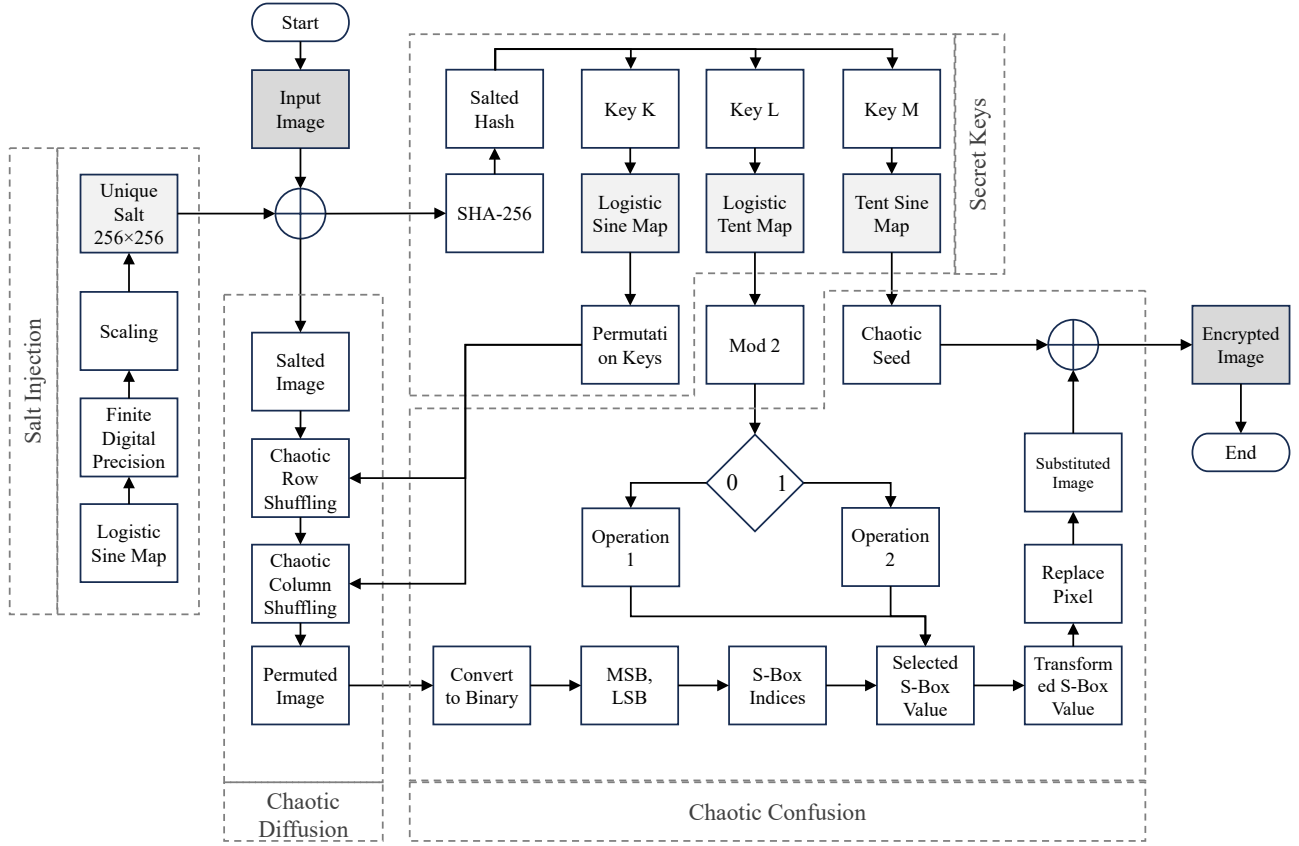 Start
Input
Image
Salted
Hash
Key K
Key L
Key M
Secret Keys
Unique
Salt
256×256
SHA-256
Logistic
Sine Map
Logistic
Tent Map
Tent Sine
Map
Salt Injection
Scaling
Salted
Image
Permutati
on Keys
Mod 2
Chaotic
Seed
Encrypted
Image
Finite
Digital
Precision
Chaotic
Row
Shuffling
0 1
Substituted
Image
End
Logistic
Sine Map
Chaotic
Column
Shuffling
Operation
1
Operation
2
Replace
Pixel
Permuted
Image
Convert
to Binary
MSB,
LSB
S-Box
Indices
Selected
S-Box
Value
Transform
ed S-Box
Value
Chaotic
Diffusion
Chaotic Confusion